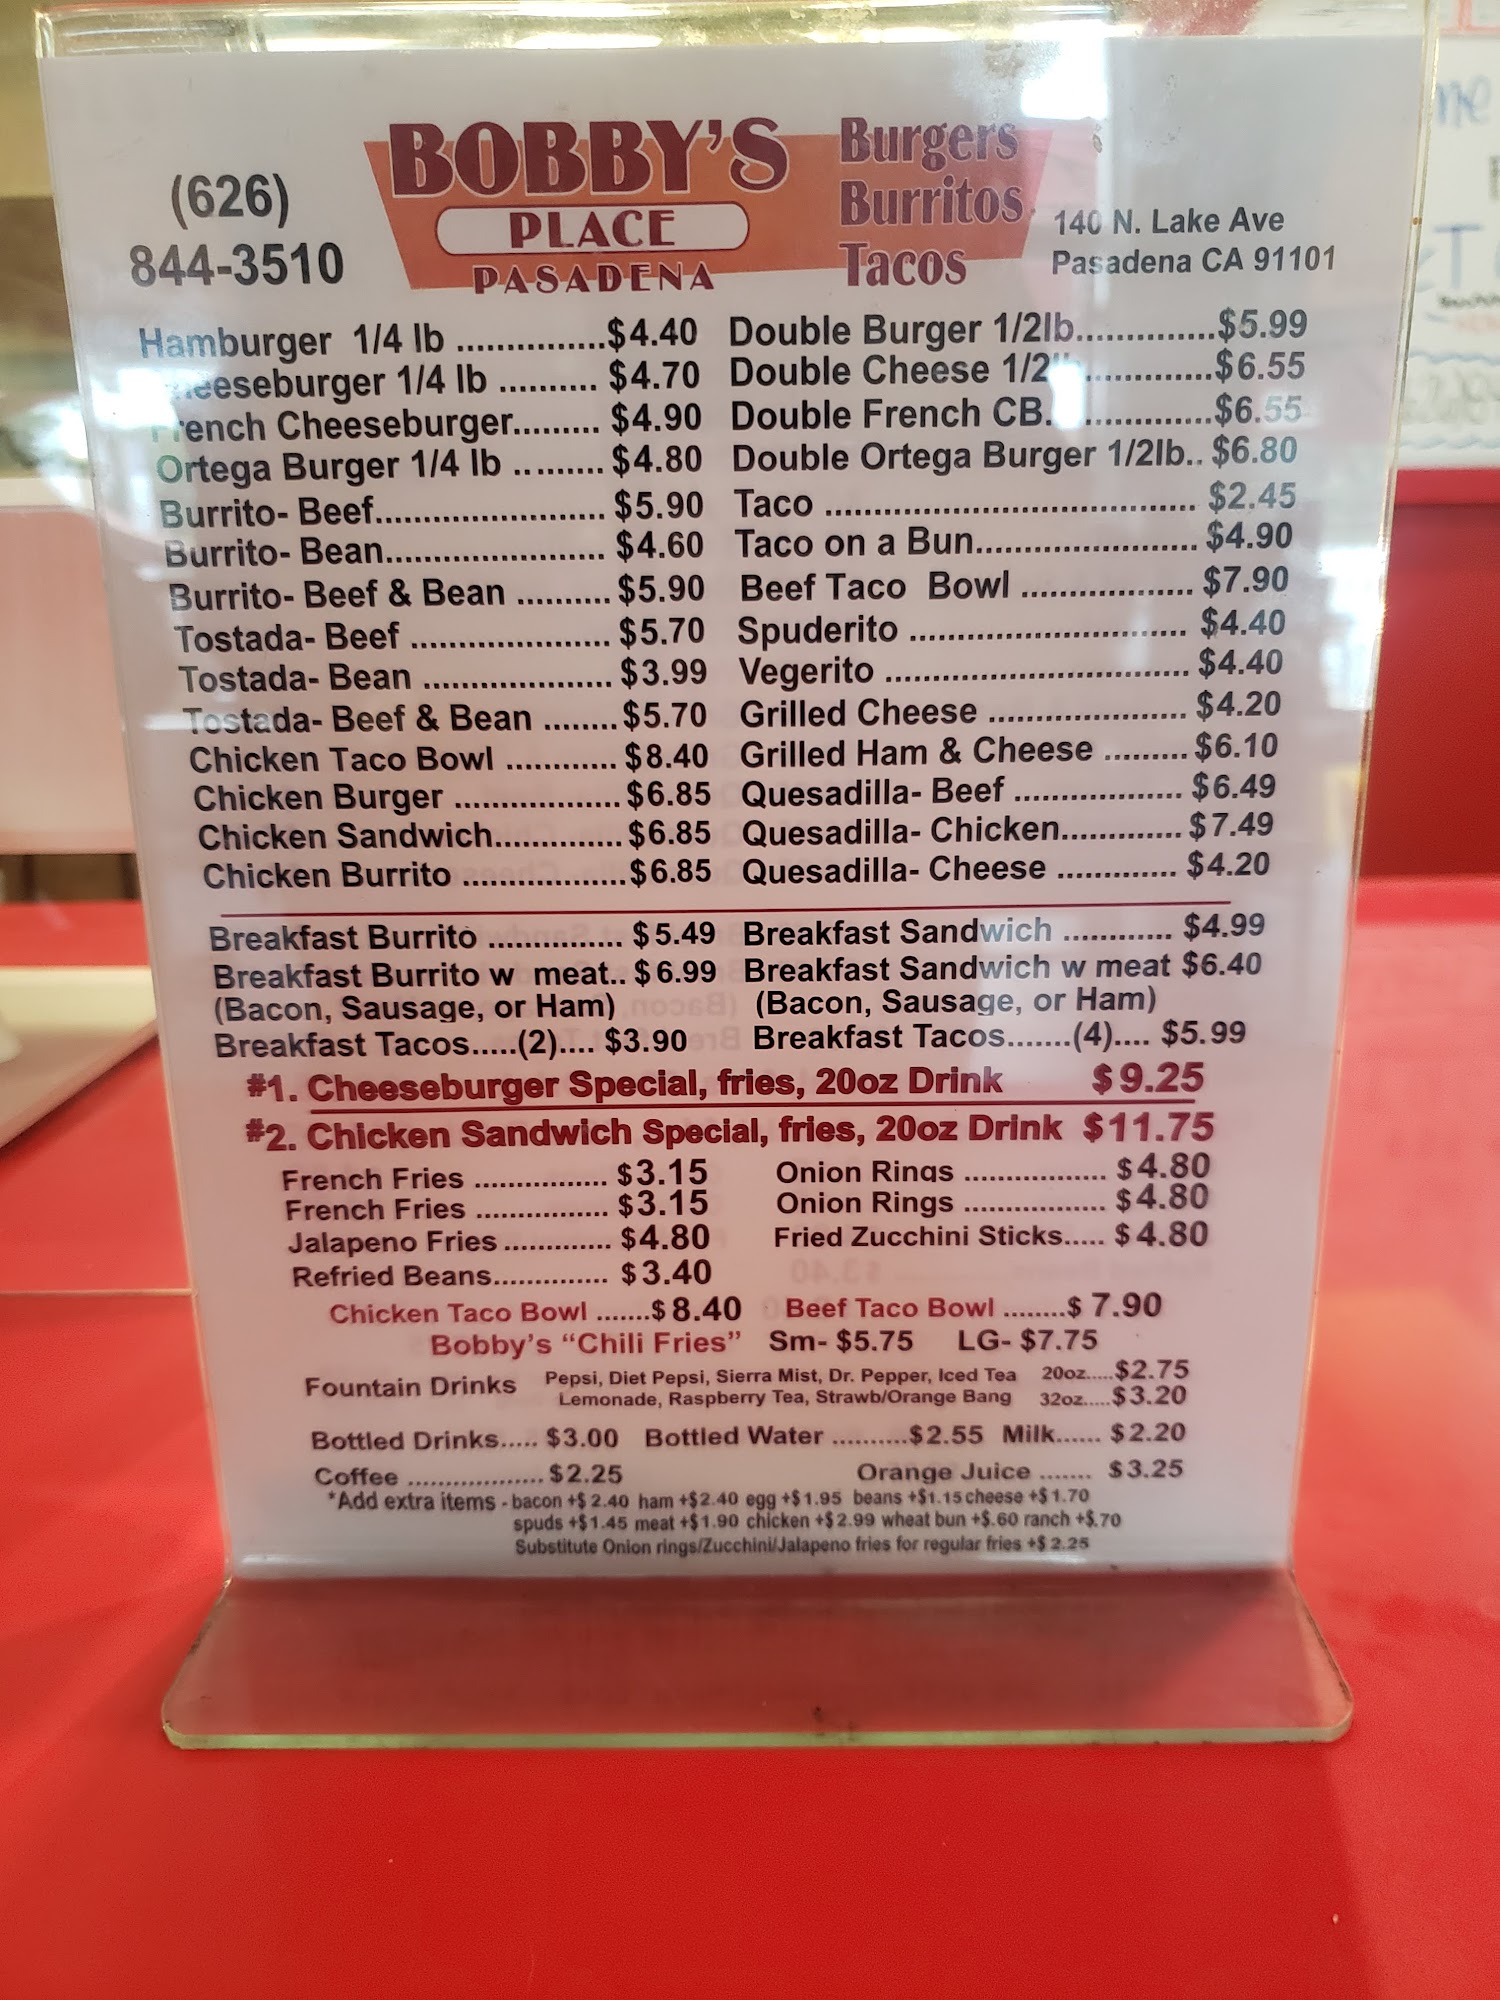 (626)
844-3510
BOBBY'S
PLACE
PASADENA
Burgers
Burritos
Tacos
140 N. Lake Ave
Pasadena CA 91101
Hamburger 1/4 lb ...............$4.40 Double Burger 1/2lb..............$5.99
eeseburger 1/4 lb .......... $4.70 Double Cheese 1/2 .............$6.55
French Cheeseburger......... $4.90 Double French CB. .............$6.55
Ortega Burger 1/4 lb ......... $4.80 Double Ortega Burger 1/2lb.. $6.80
Burrito- Beef........................ $5.90 Taco ....................................... $2.45
Burrito- Bean....................... $4.60 Taco on a Bun....................... $4.90
Burrito- Beef & Bean .......... $5.90 Beef Taco Bowl .................. $7.90
Tostada- Beef ..................... $5.70 Spuderito ............................. $4.40
Tostada- Bean .................... $3.99 Vegerito ................................ $4.40
Tostada- Beef & Bean ........$5.70 Grilled Cheese ..................... $4.20
Chicken Taco Bowl ............ $8.40 Grilled Ham & Cheese .........$6.10
Chicken Burger .................. $6.85 Quesadilla- Beef .................. $6.49
Chicken Sandwich.............. $6.85 Quesadilla- Chicken............. $7.49
Chicken Burrito ..................$6.85 Quesadilla- Cheese ............. $4.20
Breakfast Burrito ............... $5.49 Breakfast Sandwich ............ $4.99
Breakfast Burrito w meat.. $6.99 Breakfast Sandwich w meat $6.40
(Bacon, Sausage, or Ham) (Bacon, Sausage, or Ham)
Breakfast Tacos.....(2).... $3.90 Breakfast Tacos.......(4).... $5.99
#1. Cheeseburger Special, fries, 20oz Drink $9.25
#2. Chicken Sandwich Special, fries, 20oz Drink $11.75
French Fries ................ $3.15 Onion Rings ................. $4.80
French Fries ................ $3.15 Onion Rings ................. $4.80
Jalapeno Fries ............. $4.80 Fried Zucchini Sticks..... $4.80
Refried Beans.............. $3.40
Chicken Taco Bowl .......$8.40 Beef Taco Bowl ........$ 7.90
Bobby's "Chili Fries" Sm- $5.75 LG- $7.75
Fountain Drinks Pepsi, Diet Pepsi, Sierra Mist, Dr. Pepper, Iced Tea 20oz.....$2.75
Lemonade, Raspberry Tea, Strawb/Orange Bang 32oz.....$3.20
Bottled Drinks..... $3.00 Bottled Water ..........$2.55 Milk...... $2.20
Coffee .................. $2.25 Orange Juice ....... $3.25
*Add extra items - bacon +$ 2.40 ham +$2.40 egg +$1.95 beans +$1.15 cheese +$1.70
spuds +$1.45 meat +$1.90 chicken +$2.99 wheat bun +$.60 ranch +$.70
Substitute Onion rings/Zucchini/Jalapeno fries for regular fries +$ 2.25